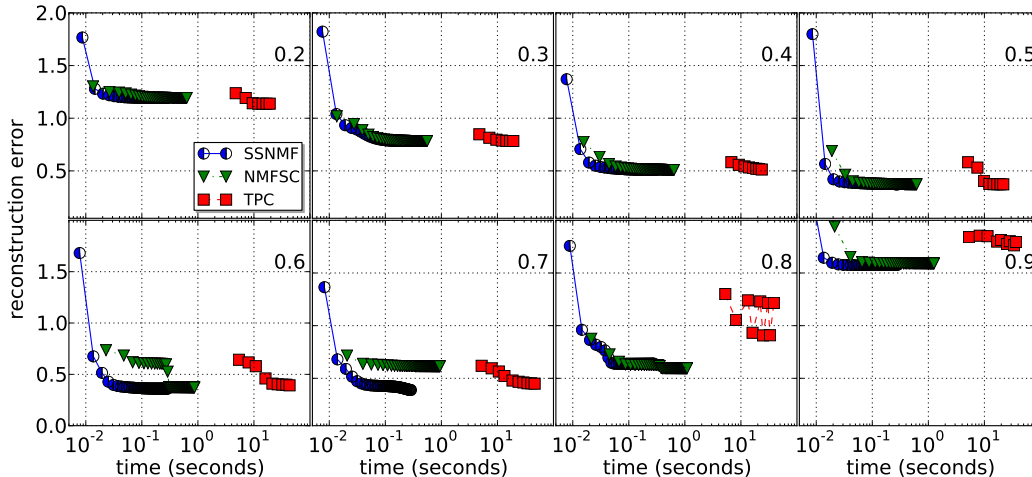 2.0
1.5
1.0
0.5
0.0
reconstruction error
0.2
0.3
0.4
0.5
SSNMF
NMFSC
TPC
1.5
1.0
0.5
0.0
0.6
0.7
0.8
0.9
10⁻² 10⁻¹ 10⁰ 10¹
10⁻² 10⁻¹ 10⁰ 10¹
10⁻² 10⁻¹ 10⁰ 10¹
10⁻² 10⁻¹ 10⁰ 10¹
time (seconds)
time (seconds)
time (seconds)
time (seconds)